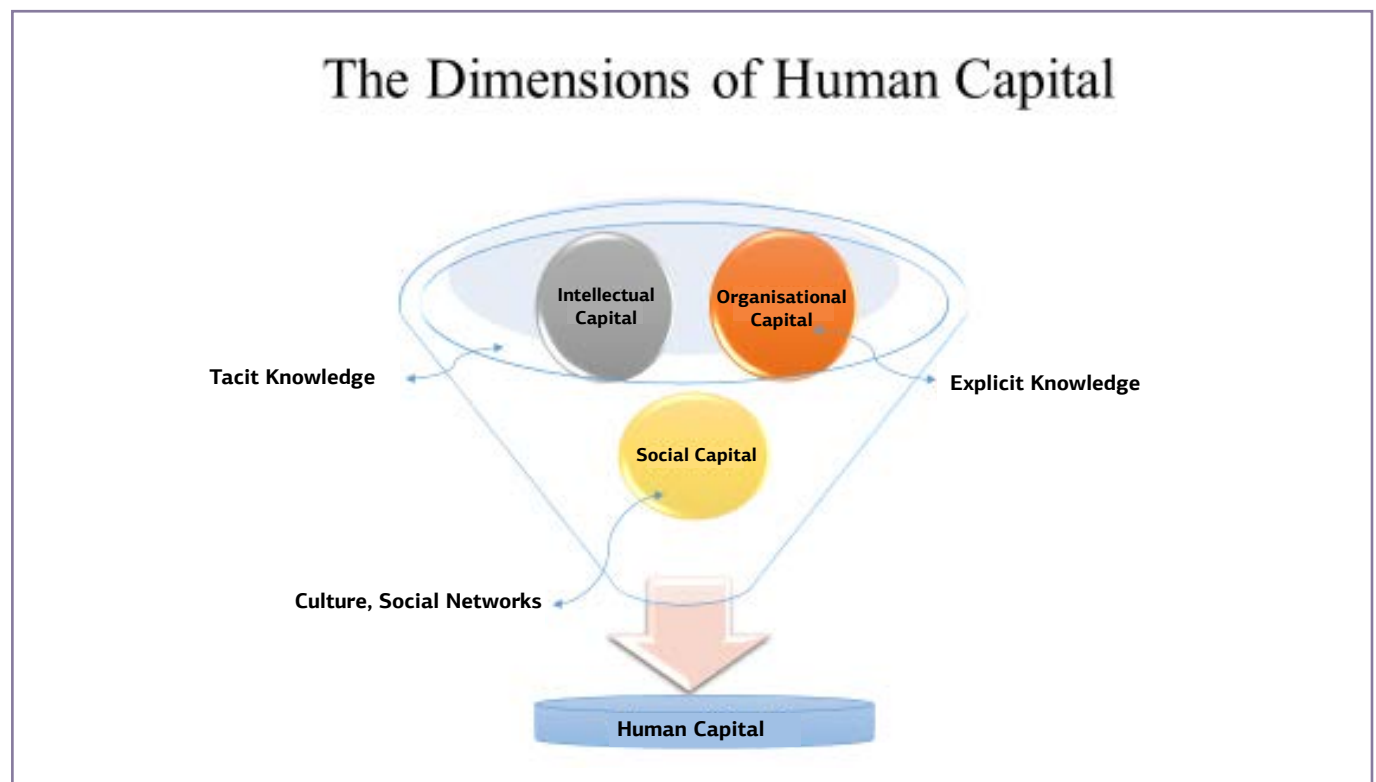 The Dimensions of Human Capital
Intellectual
Capital
Organisational
Capital
Tacit Knowledge
Explicit Knowledge
Social Capital
Culture, Social Networks
Human Capital